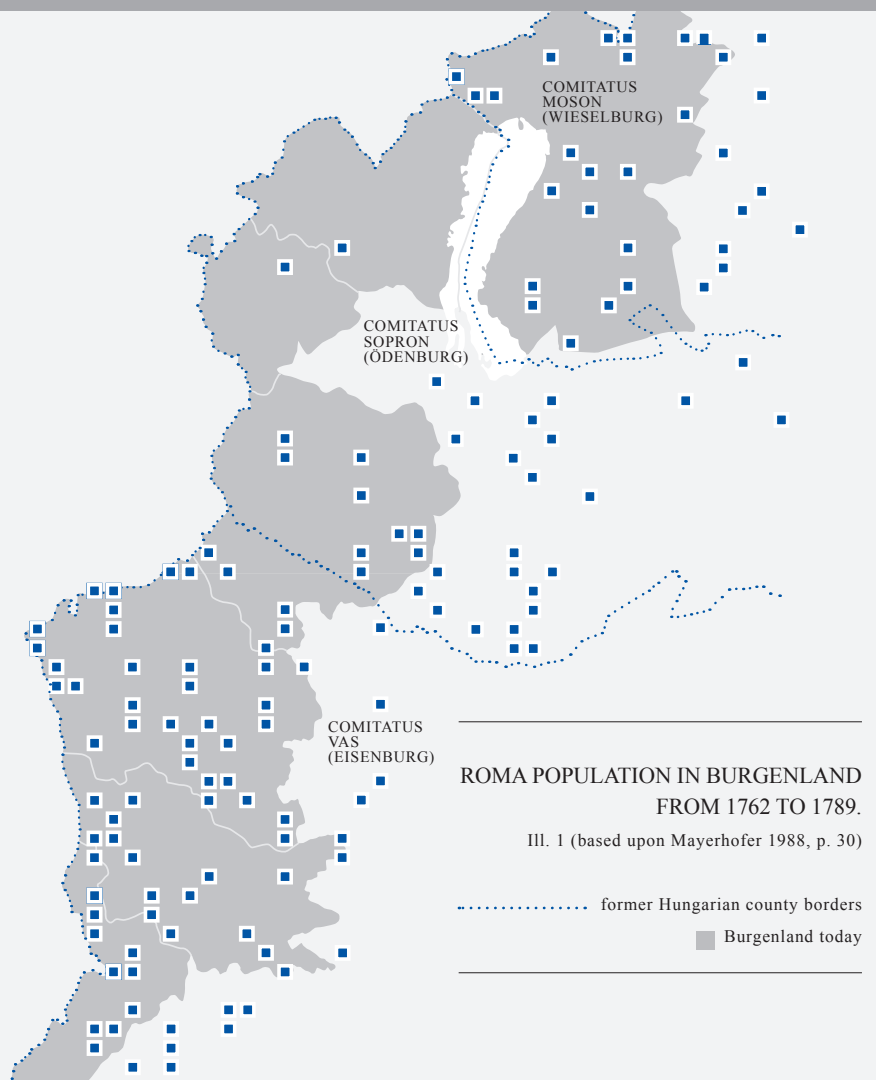 COMITATUS
MOSON
(WIESELBURG)
COMITATUS
SOPRON
(ÖDENBURG)
COMITATUS
VAS
(EISENBURG)
ROMA POPULATION IN BURGENLAND
FROM 1762 TO 1789.
Ill. 1 (based upon Mayerhofer 1988, p. 30)
former Hungarian county borders
Burgenland today